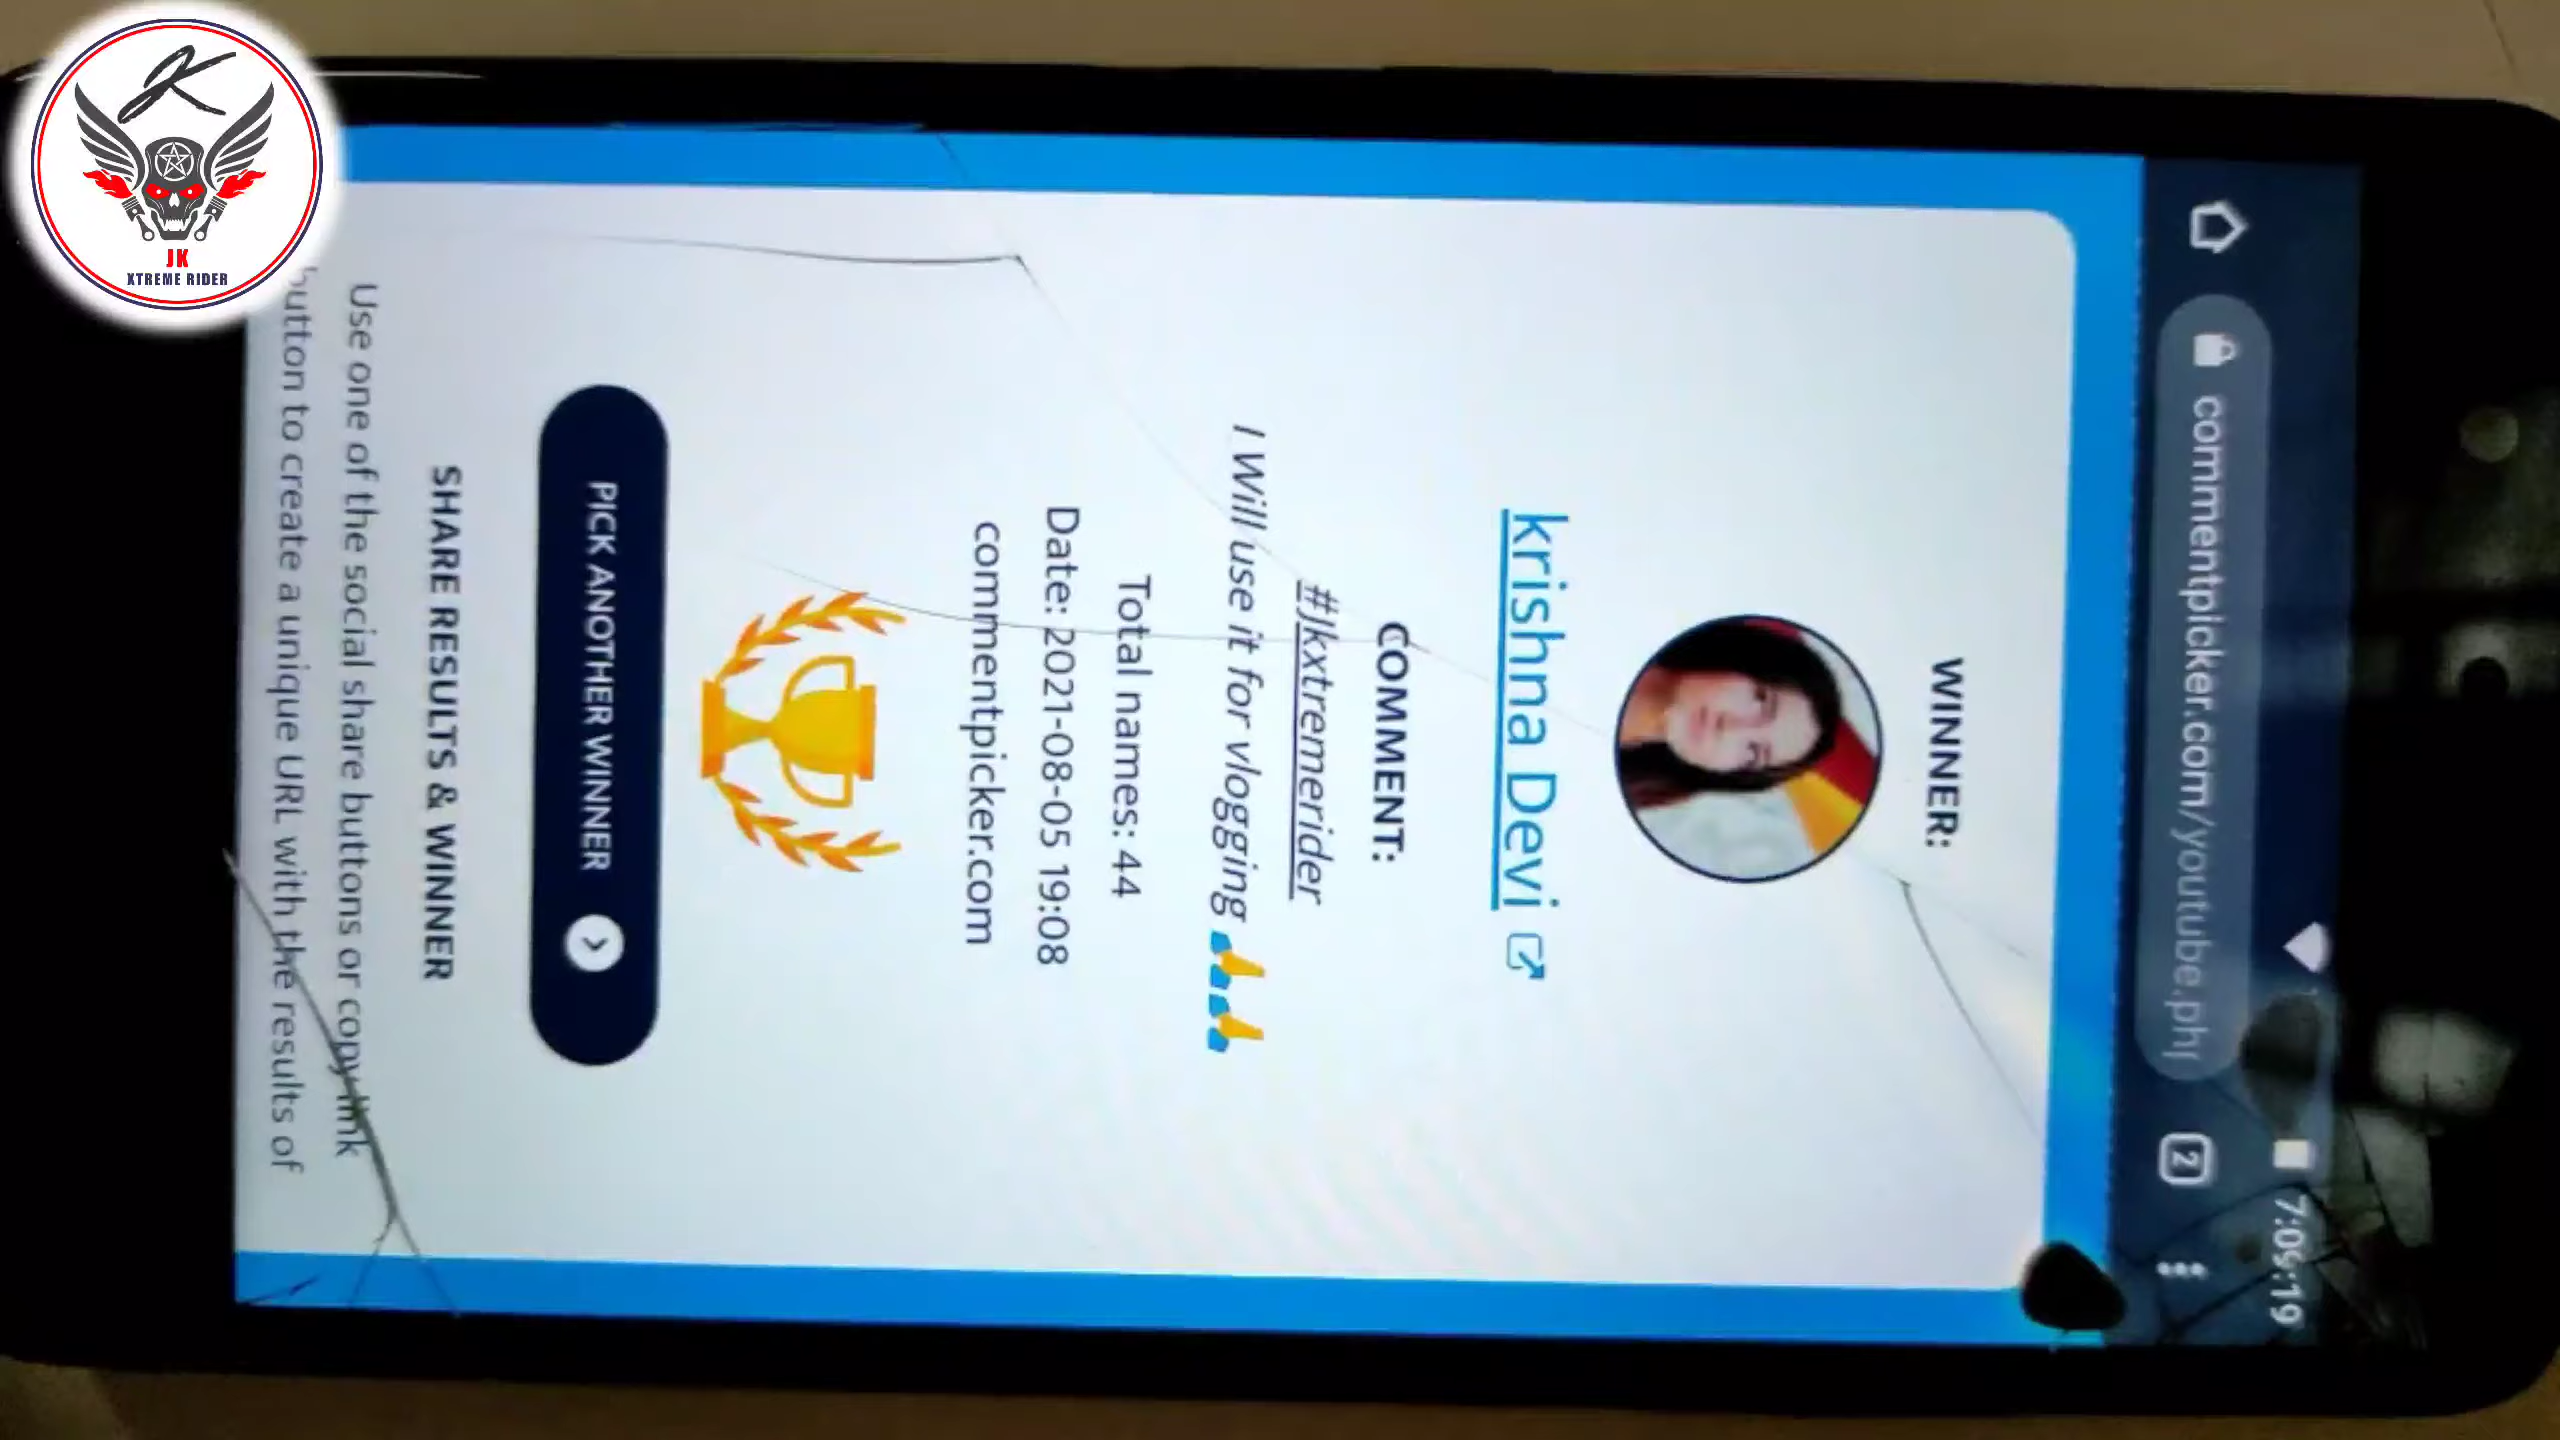 K
JK
XTREME RIDER
7:09:19
commentpicker.com/youtube.php
2
WINNER:
krishna Devi
COMMENT:
#Jkxtremerider
I Will use it for vlogging 👍👍
Total names: 44
Date: 2021-08-05 19:08
commentpicker.com
PICK ANOTHER WINNER
SHARE RESULTS & WINNER
Use one of the social share buttons or copy link
button to create a unique URL with the results of